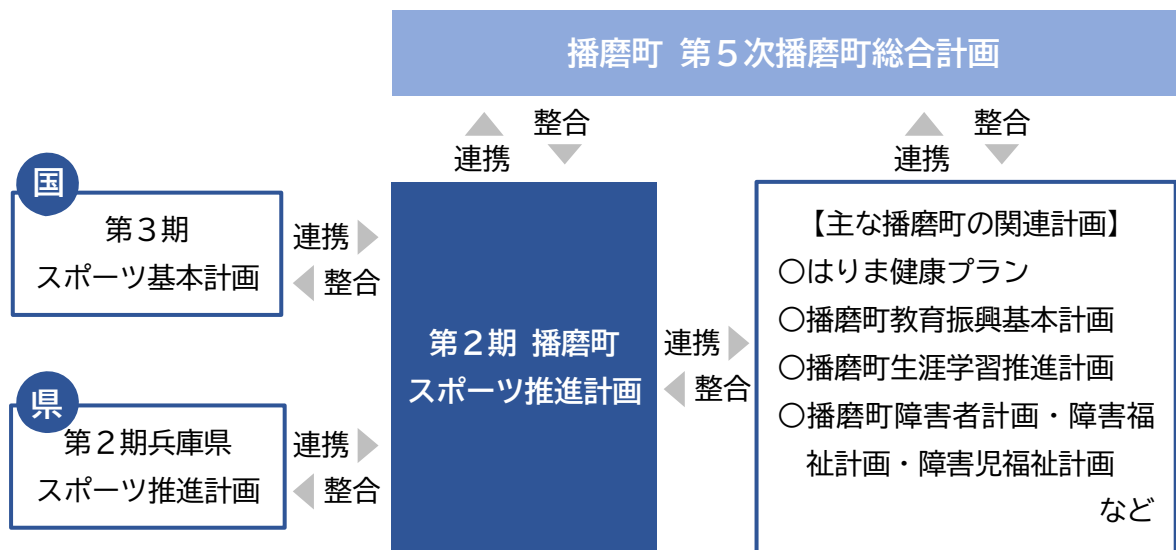 播磨町 第５次播磨町総合計画
整合
連携
整合
連携
国
第３期
スポーツ基本計画
連携
整合
県
第２期兵庫県
スポーツ推進計画
連携
整合
第２期 播磨町
スポーツ推進計画
連携
整合
【主な播磨町の関連計画】
○はりま健康プラン
○播磨町教育振興基本計画
○播磨町生涯学習推進計画
○播磨町障害者計画・障害福
祉計画・障害児福祉計画
など